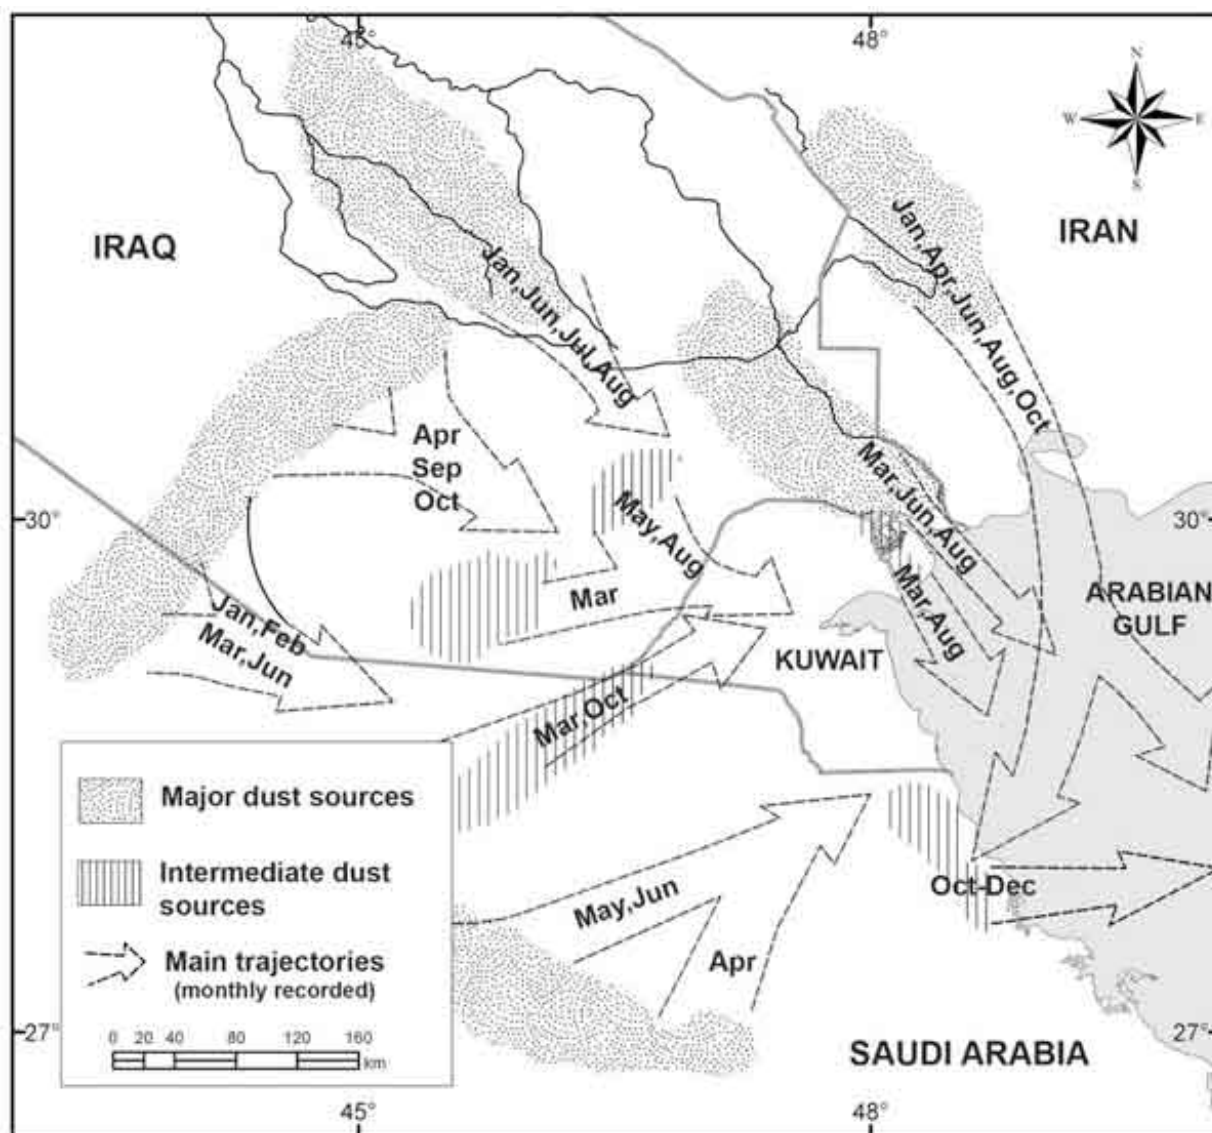 45°
48°
N
W
E
S
IRAQ
IRAN
Jan,Apr,Jun,Aug,Oct
Jan,Jun,Jul,Aug
Apr
Sep
Oct
Mar,Jun,Aug
30°
30°
May,Aug
Mar
Mar,Aug
ARABIAN
GULF
Jan,Feb
Mar,Jun
KUWAIT
Mar,Oct
Major dust sources
Intermediate dust
sources
Main trajectories
(monthly recorded)
0 20 40 80 120 160
km
May,Jun
Oct-Dec
Apr
27°
27°
SAUDI ARABIA
45°
48°